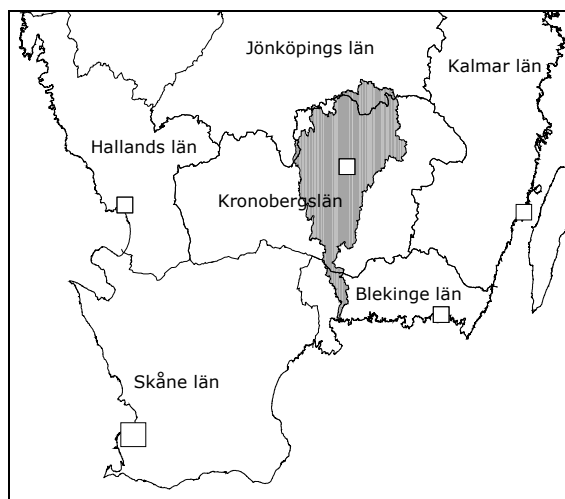 Jönköpings län
Kalmar län
Hallands län
Kronobergslän
Blekinge län
Skåne län